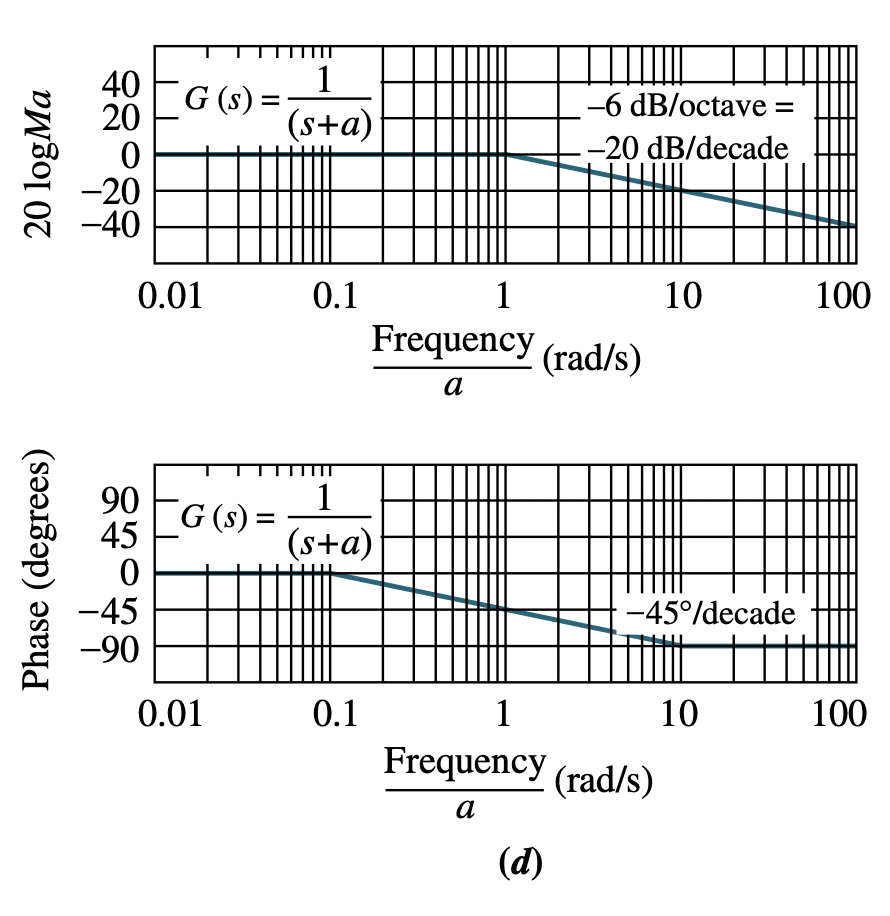 20 logMa
40
20
0
−20
−40
G (s) = 1/(s+a)
−6 dB/octave =
−20 dB/decade
0.01 0.1 1 10 100
Frequency/a (rad/s)
Phase (degrees)
90
45
0
−45
−90
G (s) = 1/(s+a)
−45°/decade
0.01 0.1 1 10 100
Frequency/a (rad/s)
(d)